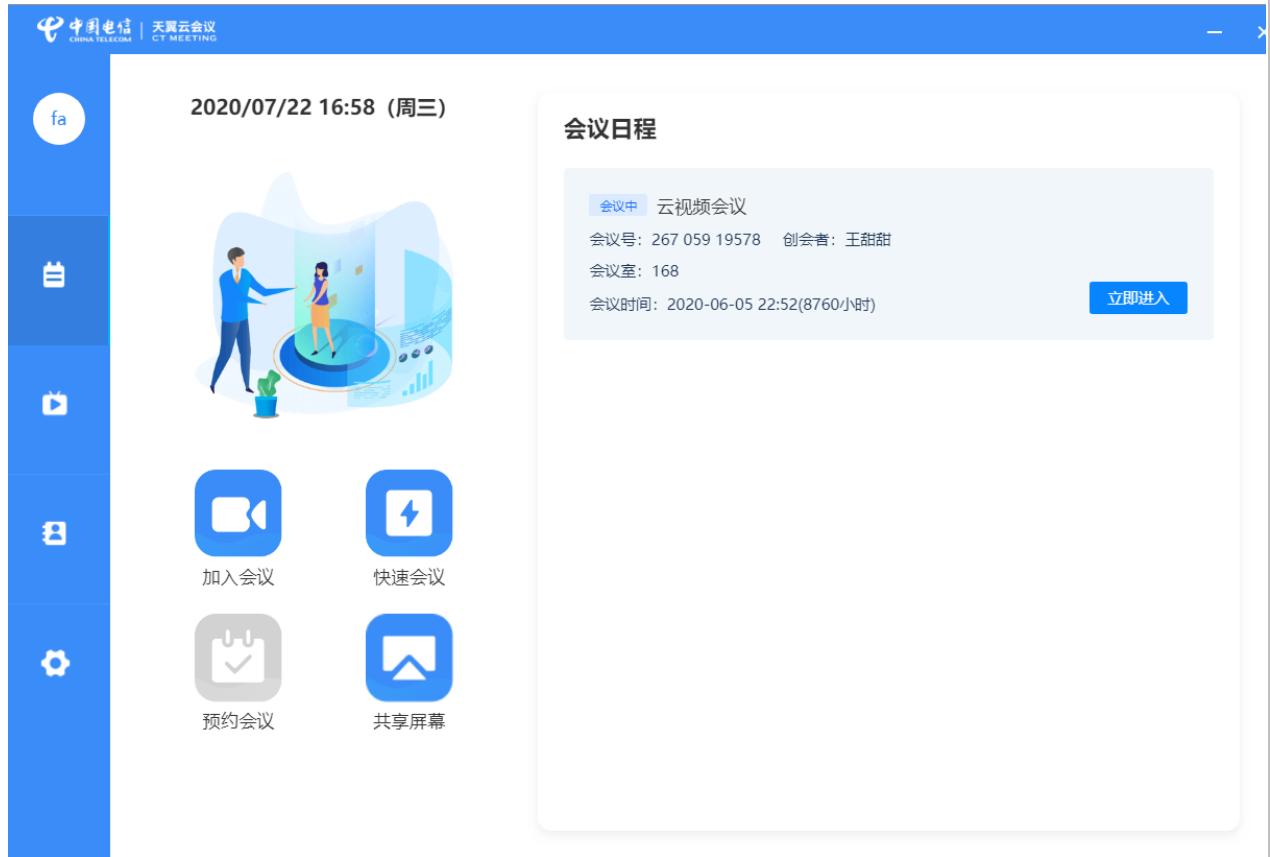 中国电信 天翼云会议
CHINA TELECOM CT MEETING
fa
2020/07/22 16:58（周三）
加入会议 快速会议
预约会议 共享屏幕
会议日程
会议中 云视频会议
会议号：267 059 19578 创会者：王甜甜
会议室：168
会议时间：2020-06-05 22:52(8760小时)
立即进入